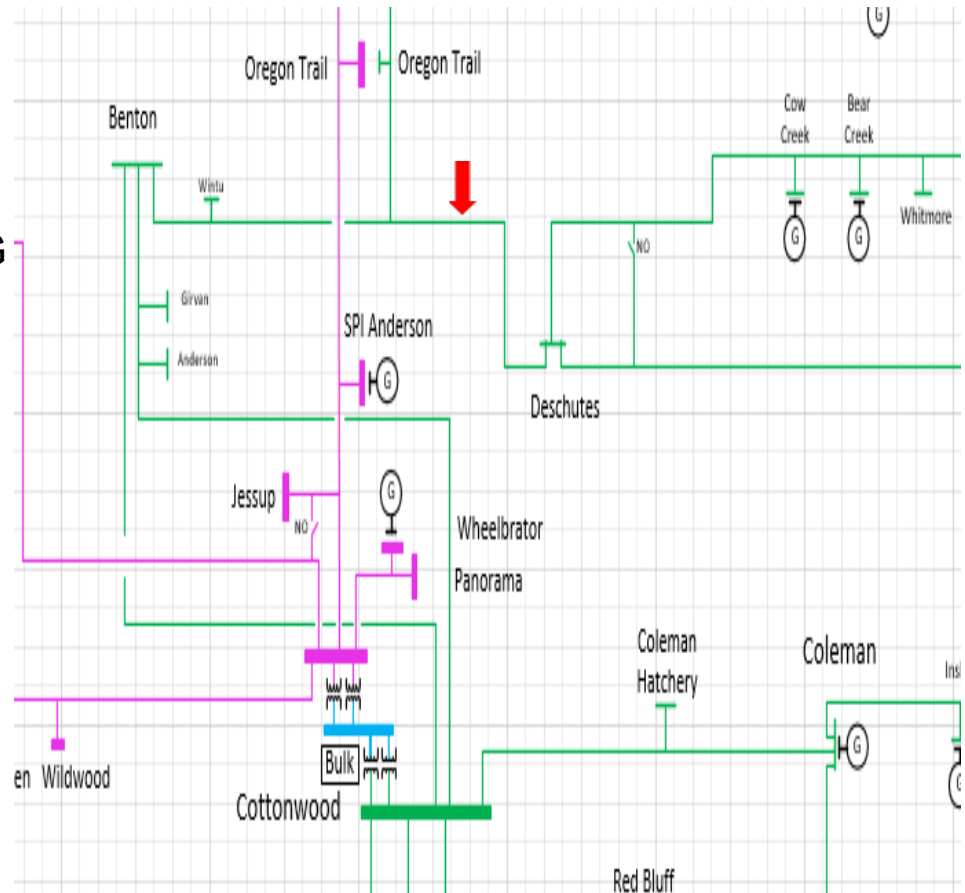 G
Oregon Trail
Oregon Trail
Benton
Cow
Creek
Bear
Creek
Wintu
Whitmore
G
G
NO
Girvan
SPI Anderson
Anderson
G
Deschutes
Jessup
G
NO
Wheelbrator
Panorama
Coleman
Hatchery
Coleman
G
en Wildwood
Bulk
Cottonwood
Red Bluff